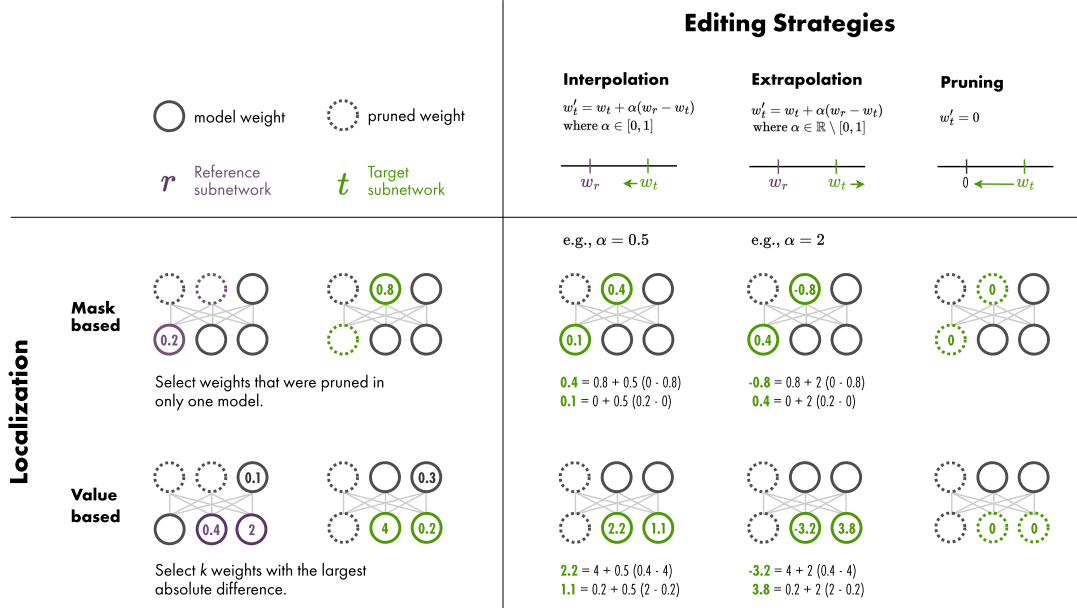 Editing Strategies
Interpolation
w′ₜ = wₜ + α(wᵣ − wₜ)
where α ∈ [0, 1]
wᵣ wₜ
Extrapolation
w′ₜ = wₜ + α(wᵣ − wₜ)
where α ∈ ℝ \ [0, 1]
wᵣ wₜ
Pruning
w′ₜ = 0
0 wₜ
model weight
pruned weight
r Reference
subnetwork
t Target
subnetwork
Localization
e.g., α = 0.5
e.g., α = 2
Mask
based
0.2
0.8
0.4
0.1
-0.8
0.4
0
0
Select weights that were pruned in
only one model.
0.4 = 0.8 + 0.5 (0 - 0.8)
0.1 = 0 + 0.5 (0.2 - 0)
-0.8 = 0.8 + 2 (0 - 0.8)
0.4 = 0 + 2 (0.2 - 0)
Value
based
0.1
0.4 2
0.3
4 0.2
2.2 1.1
-3.2 3.8
0 0
Select k weights with the largest
absolute difference.
2.2 = 4 + 0.5 (0.4 - 4)
1.1 = 0.2 + 0.5 (2 - 0.2)
-3.2 = 4 + 2 (0.4 - 4)
3.8 = 0.2 + 2 (2 - 0.2)